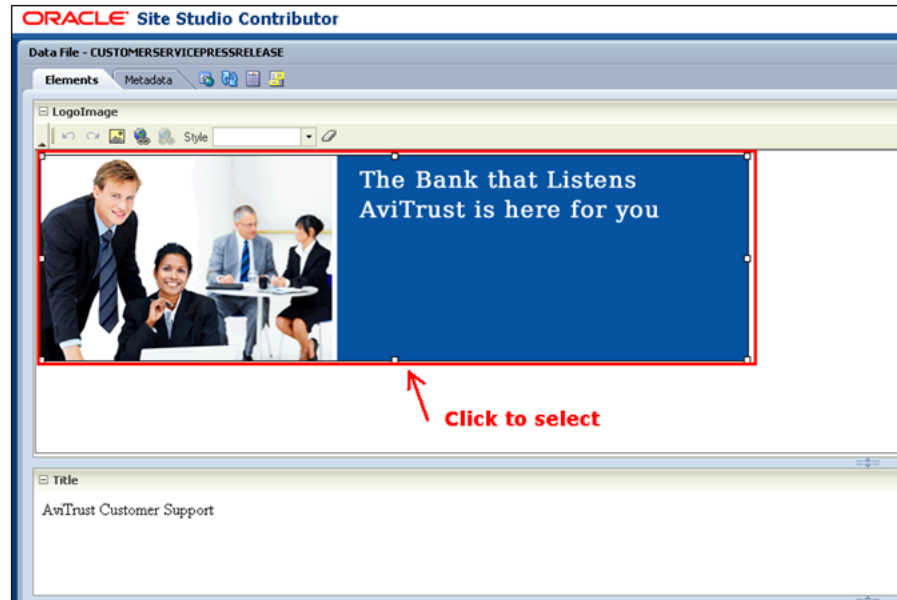 ORACLE Site Studio Contributor
Data File - CUSTOMERSERVICEPRESSRELEASE
Elements Metadata
LogoImage
Style
The Bank that Listens
AviTrust is here for you
Click to select
Title
AviTrust Customer Support